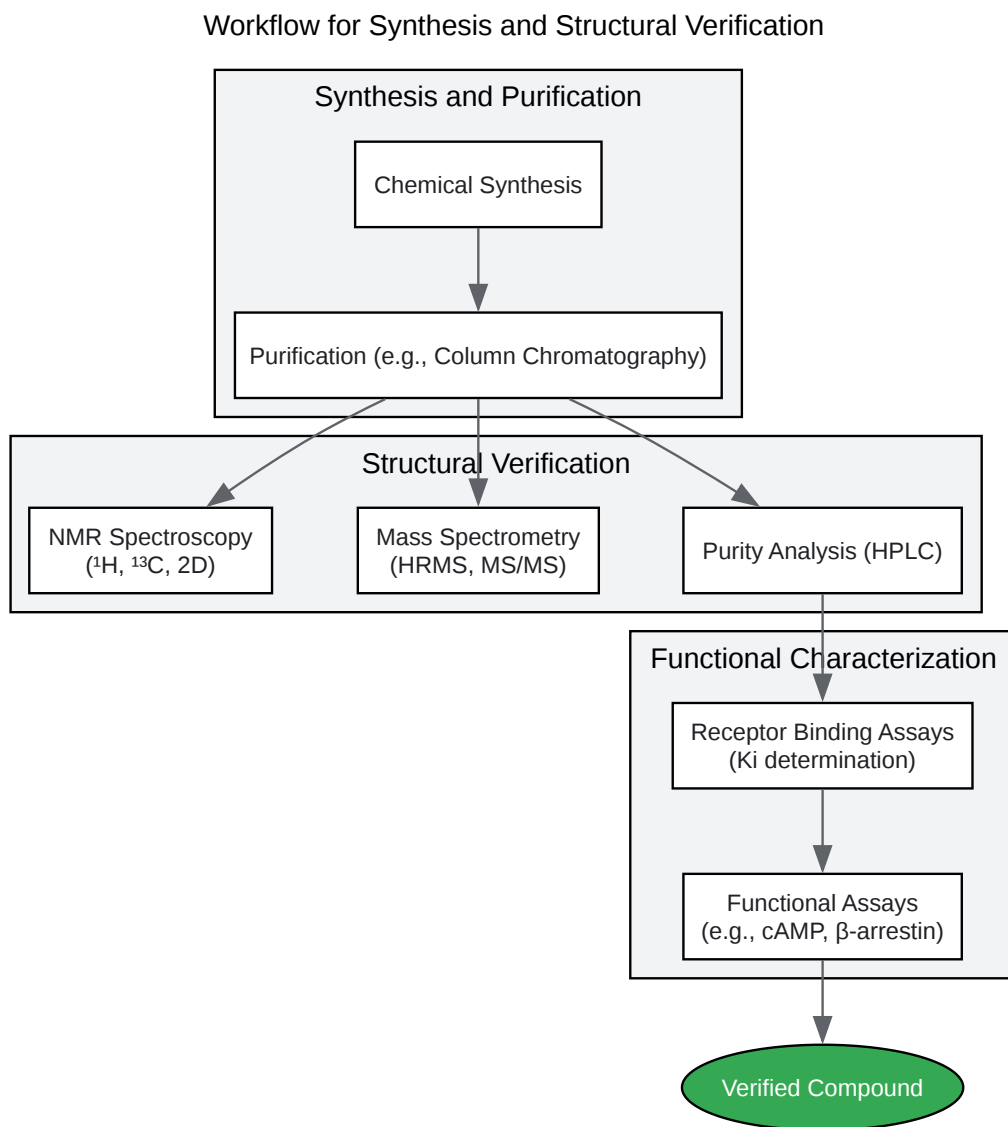 Workflow for Synthesis and Structural Verification
Synthesis and Purification
Chemical Synthesis
Purification (e.g., Column Chromatography)
Structural Verification
NMR Spectroscopy
(¹H, ¹³C, 2D)
Mass Spectrometry
(HRMS, MS/MS)
Purity Analysis (HPLC)
Functional Characterization
Receptor Binding Assays
(Ki determination)
Functional Assays
(e.g., cAMP, β-arrestin)
Verified Compound